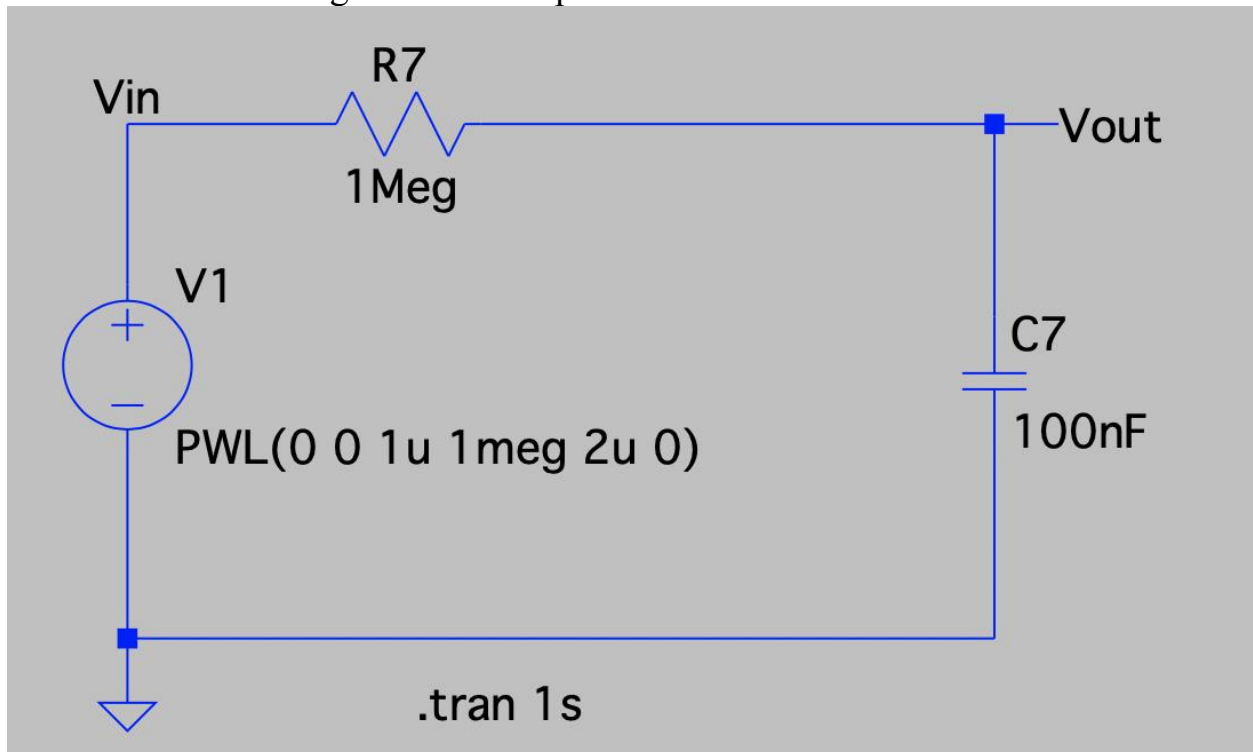 R7
Vin
Vout
1Meg
V1
C7
100nF
PWL(0 0 1u 1meg 2u 0)
.tran 1s